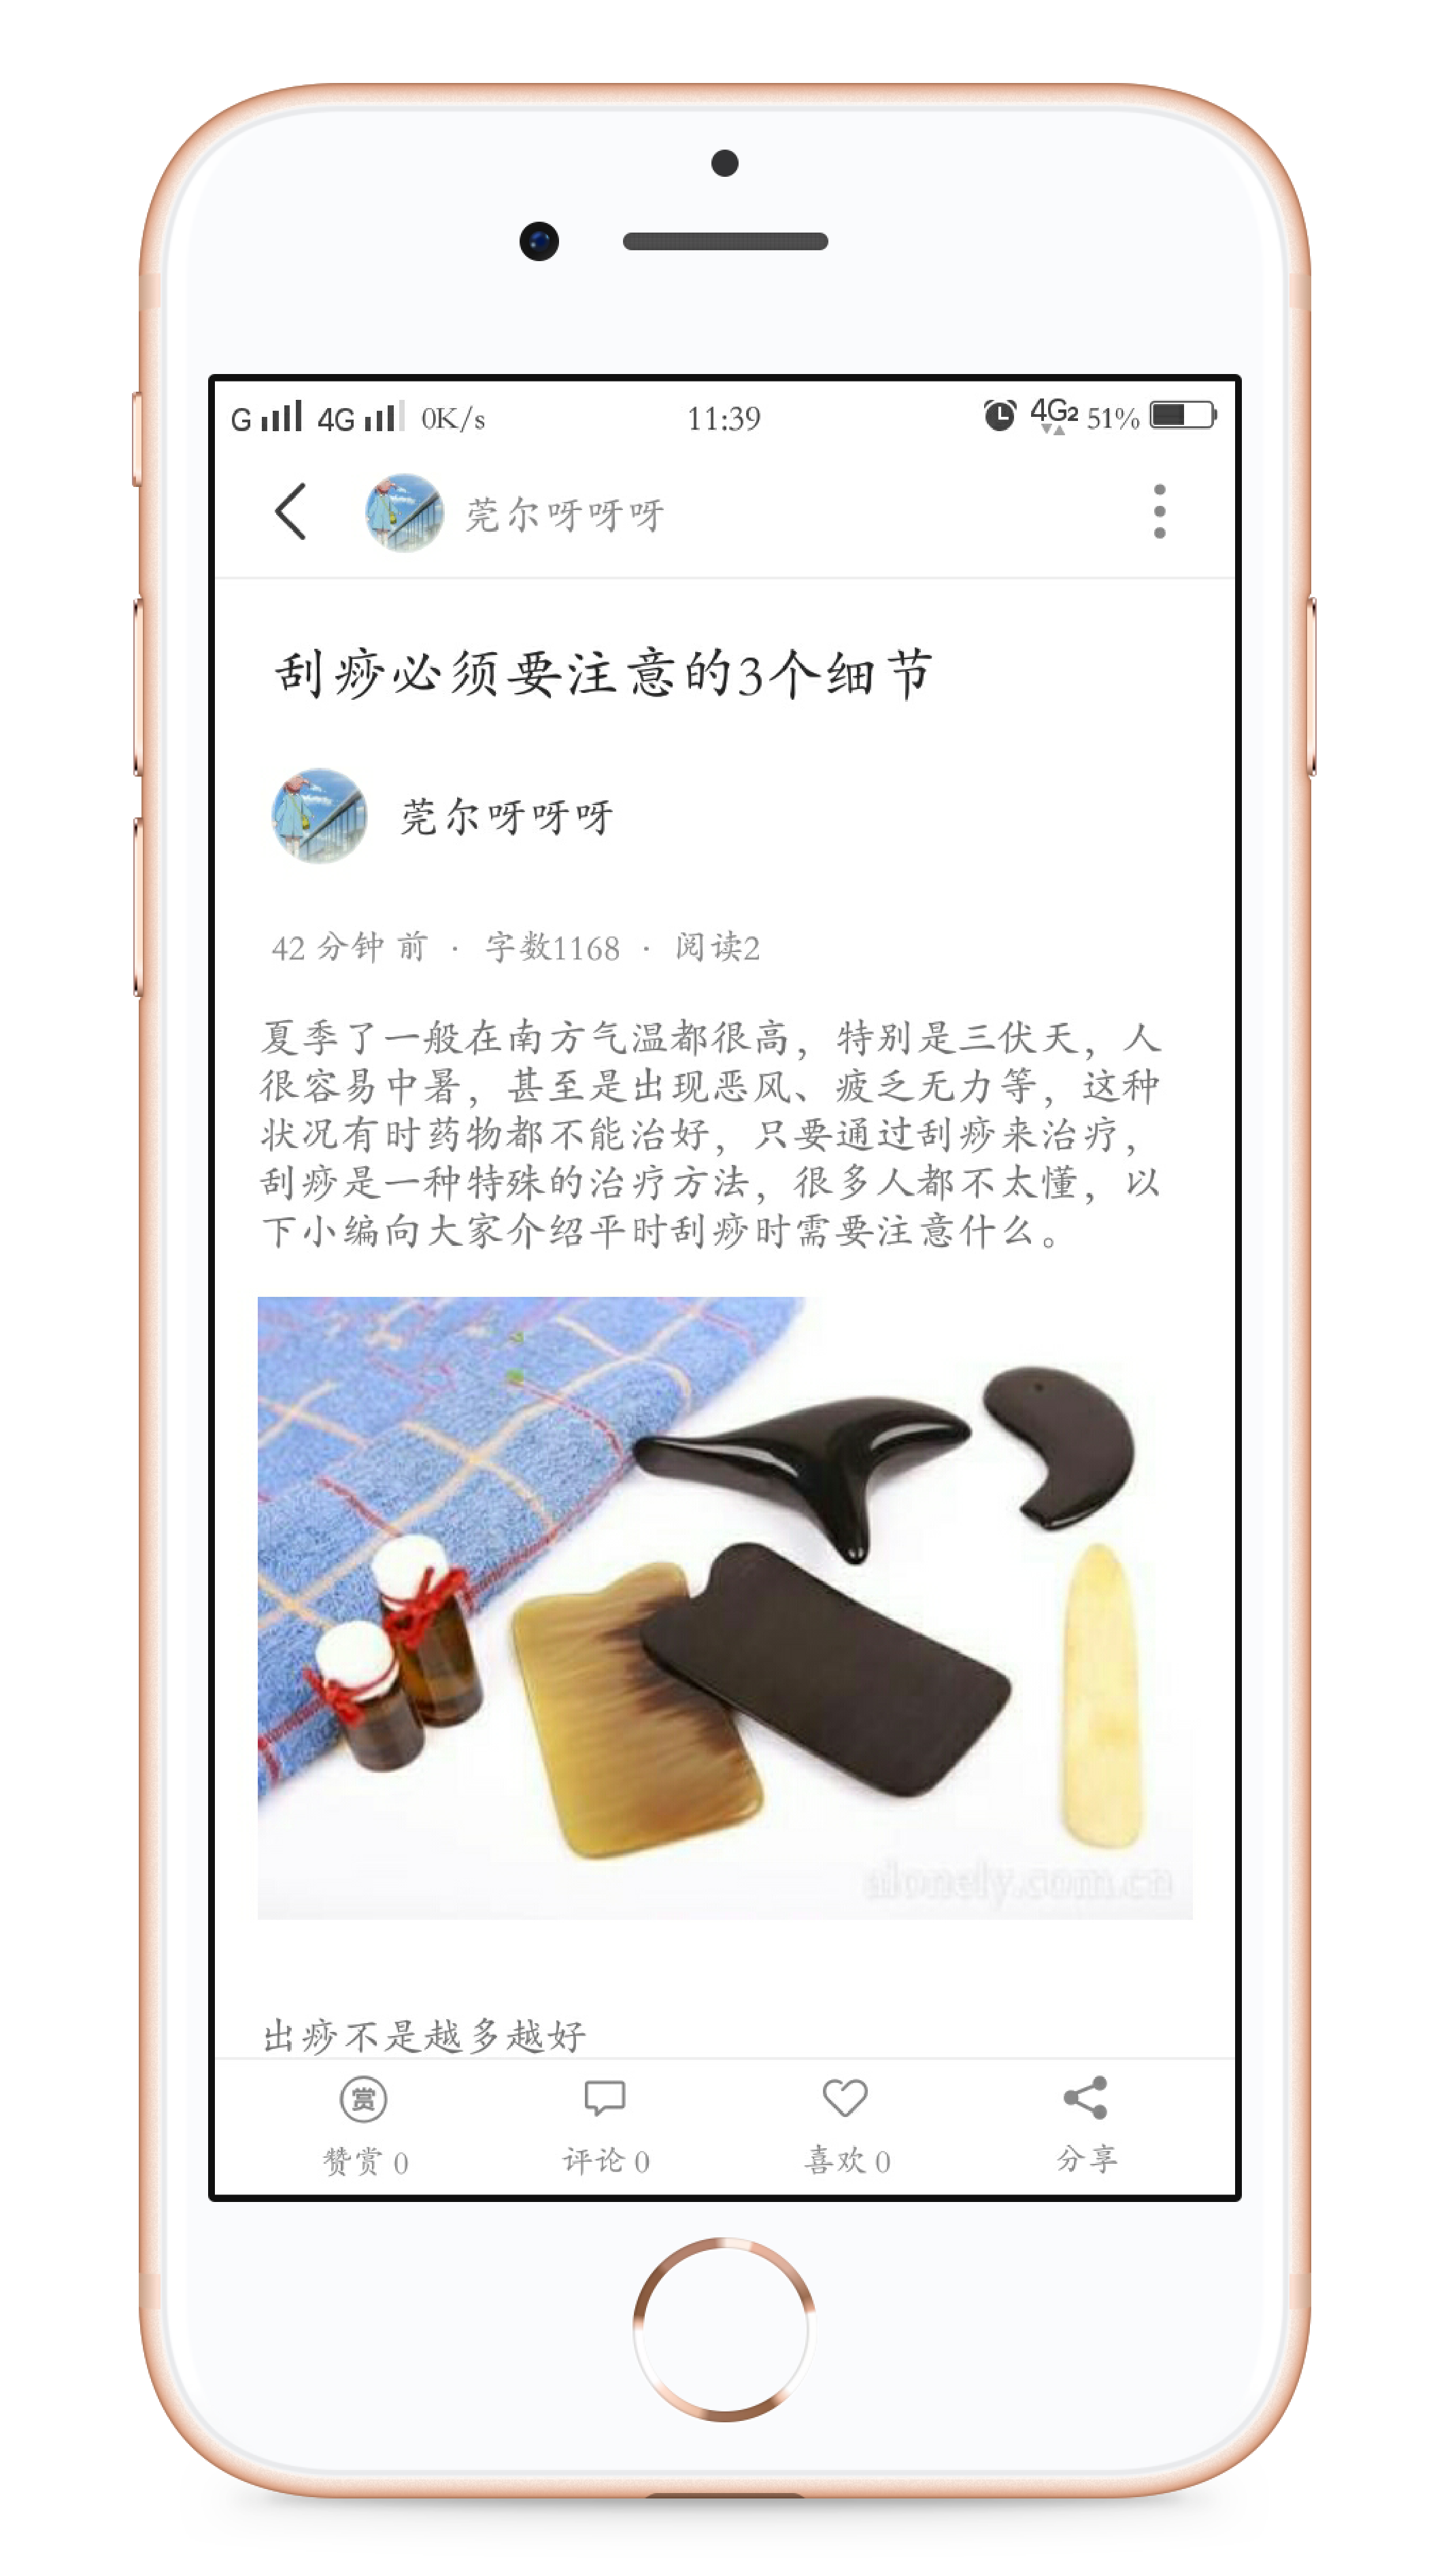 G 4G 0K/s 11:39 4G2 51%
莞尔呀呀呀
刮痧必须要注意的3个细节
莞尔呀呀呀
42 分钟前 · 字数1168 · 阅读2
夏季了一般在南方气温都很高，特别是三伏天，人
很容易中暑，甚至是出现恶风、疲乏无力等，这种
状况有时药物都不能治好，只要通过刮痧来治疗，
刮痧是一种特殊的治疗方法，很多人都不太懂，以
下小编向大家介绍平时刮痧时需要注意什么。
alonely.com.cn
出痧不是越多越好
赏
赞赏 0 评论 0 喜欢 0 分享